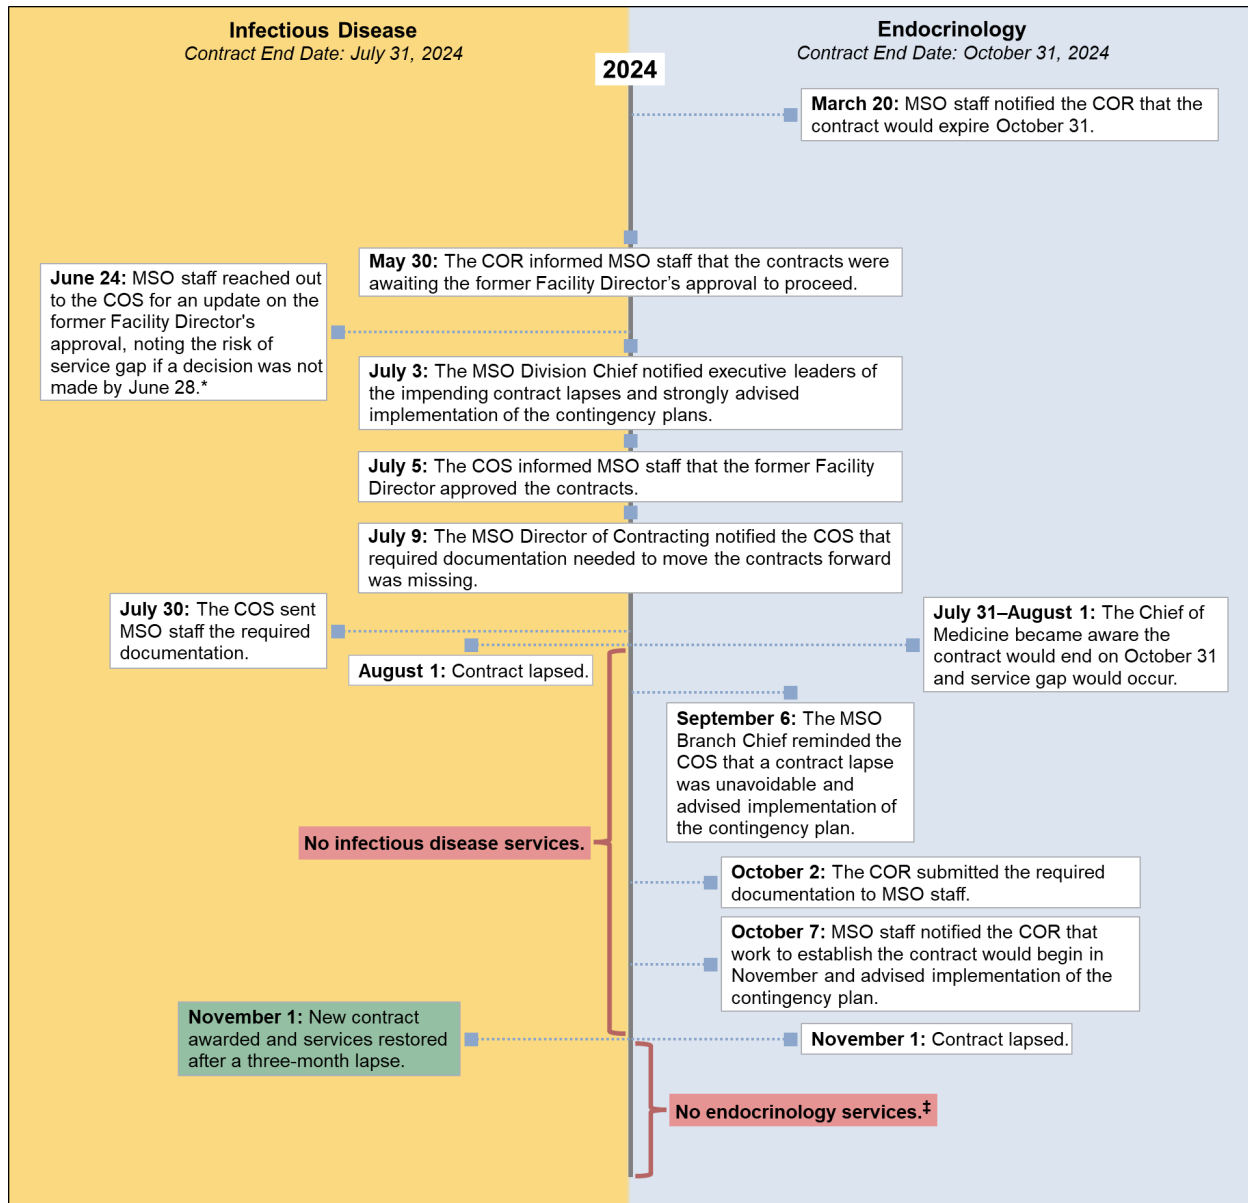 Infectious Disease
Contract End Date: July 31, 2024
Endocrinology
Contract End Date: October 31, 2024
2024
March 20: MSO staff notified the COR that the
contract would expire October 31.
May 30: The COR informed MSO staff that the contracts were
awaiting the former Facility Director’s approval to proceed.
June 24: MSO staff reached out
to the COS for an update on the
former Facility Director's
approval, noting the risk of
service gap if a decision was not
made by June 28.*
July 3: The MSO Division Chief notified executive leaders of
the impending contract lapses and strongly advised
implementation of the contingency plans.
July 5: The COS informed MSO staff that the former Facility
Director approved the contracts.
July 9: The MSO Director of Contracting notified the COS that
required documentation needed to move the contracts forward
was missing.
July 30: The COS sent
MSO staff the required
documentation.
July 31–August 1: The Chief of
Medicine became aware the
contract would end on October 31
and service gap would occur.
August 1: Contract lapsed.
September 6: The MSO
Branch Chief reminded the
COS that a contract lapse
was unavoidable and
advised implementation of
the contingency plan.
No infectious disease services.
October 2: The COR submitted the required
documentation to MSO staff.
October 7: MSO staff notified the COR that
work to establish the contract would begin in
November and advised implementation of the
contingency plan.
November 1: New contract
awarded and services restored
after a three-month lapse.
November 1: Contract lapsed.
No endocrinology services.‡